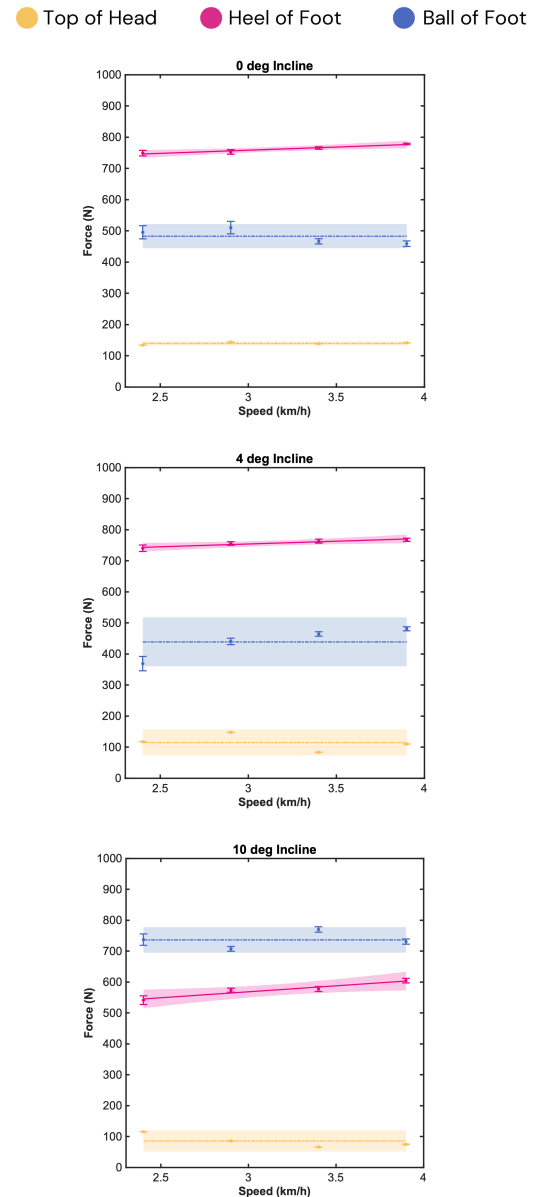 Top of Head Heel of Foot Ball of Foot
0 deg Incline
1000
900
800
700
600
500
400
300
200
100
0
Force (N)
2.5 3 3.5 4
Speed (km/h)
4 deg Incline
1000
900
800
700
600
500
400
300
200
100
0
Force (N)
2.5 3 3.5 4
Speed (km/h)
10 deg Incline
1000
900
800
700
600
500
400
300
200
100
0
Force (N)
2.5 3 3.5 4
Speed (km/h)